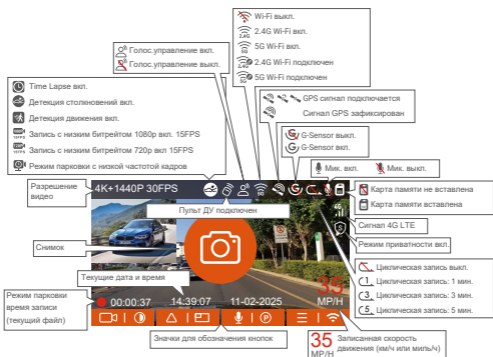 Wi-Fi выкл.
2.4G Wi-Fi вкл.
5G Wi-Fi вкл.
2.4G Wi-Fi подключен
5G Wi-Fi подключен
Голос.управление вкл.
Голос.управление выкл.
Time Lapse вкл.
Детекция столкновений вкл.
Детекция движения вкл.
Запись с низким битрейтом 1080p вкл. 15FPS
Запись с низким битрейтом 720p вкл 15FPS
Режим парковки с низкой частотой кадров
GPS сигнал подключается
Сигнал GPS зафиксирован
G-Sensor выкл.
G-Sensor вкл.
Мик. вкл.
Мик. выкл.
Карта памяти не вставлена
Карта памяти вставлена
Сигнал 4G LTE
Режим приватности вкл.
Циклическая запись выкл.
Циклическая запись: 1 мин.
Циклическая запись: 3 мин.
Циклическая запись: 5 мин.
Разрешение
видео
4K+1440P 30FPS
Пульт ДУ подключен
4G
Снимок
Текущие дата и время
Режим парковки
время записи
(текущий файл)
00:00:37
14:39:07
11-02-2025
35
MP/H
Значки для обозначения кнопок
35
MP/H
Записанная скорость
движения (км/ч или миль/ч)